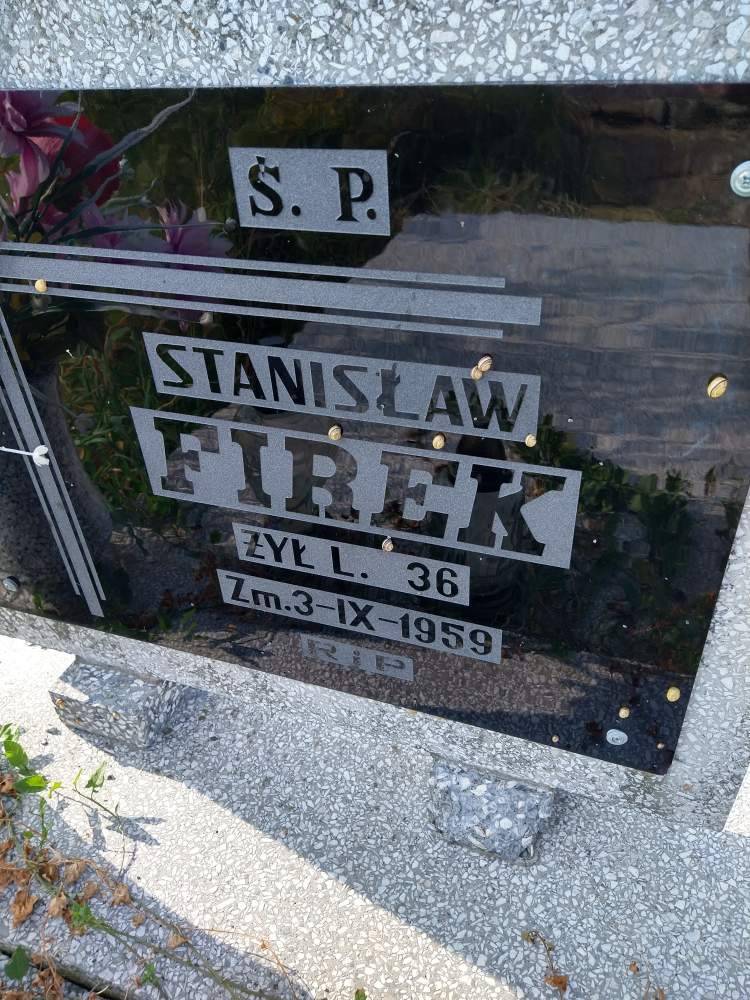 Ś. P.
STANISŁAW
FIREK
ŻYŁ L. 36
Zm.3-IX-1959
RiP